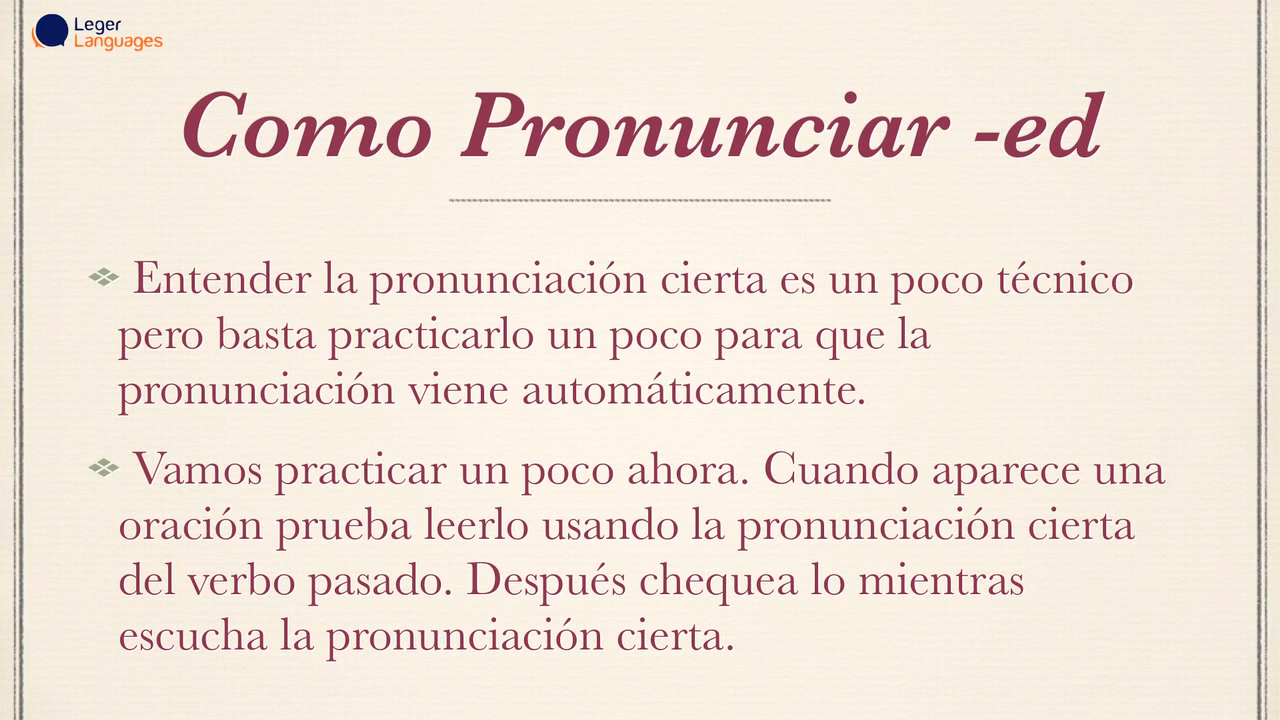 Leger
Languages
Como Pronunciar -ed
Entender la pronunciación cierta es un poco técnico
pero basta practicarlo un poco para que la
pronunciación viene automáticamente.
Vamos practicar un poco ahora. Cuando aparece una
oración prueba leerlo usando la pronunciación cierta
del verbo pasado. Después chequea lo mientras
escucha la pronunciación cierta.